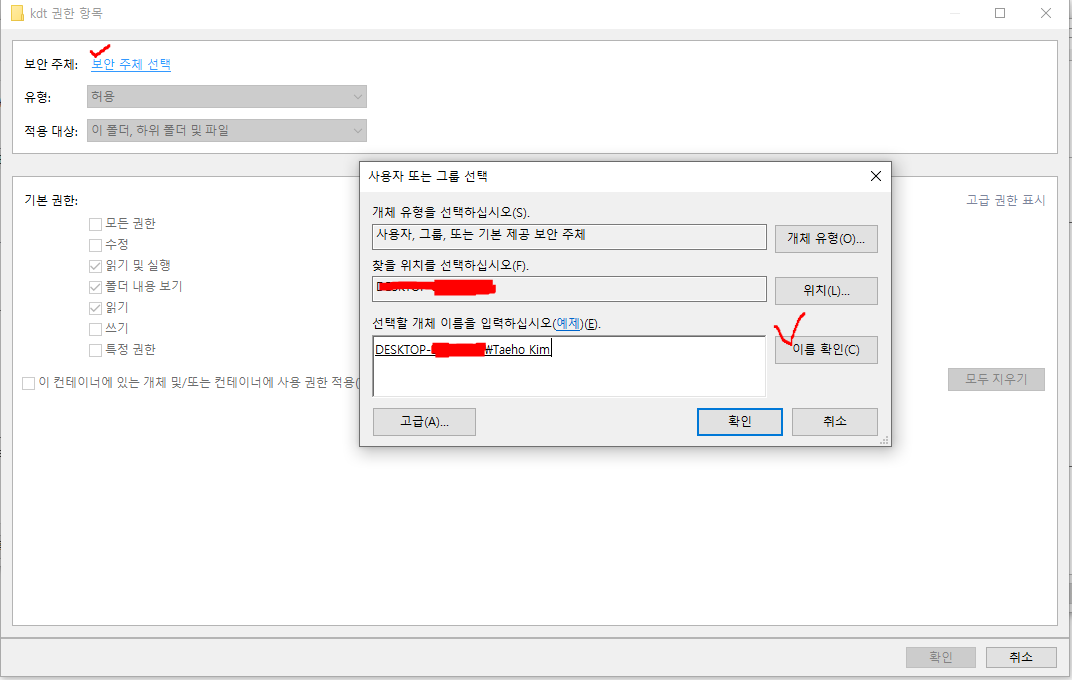 kdt 권한 항목
보안 주체: 보안 주체 선택
유형: 허용
적용 대상: 이 폴더, 하위 폴더 및 파일
기본 권한:
고급 권한 표시
모든 권한
수정
읽기 및 실행
폴더 내용 보기
읽기
쓰기
특정 권한
이 컨테이너에 있는 개체 및/또는 컨테이너에 사용 권한 적용(
모두 지우기
사용자 또는 그룹 선택
개체 유형을 선택하십시오(S).
사용자, 그룹, 또는 기본 제공 보안 주체
개체 유형(O)...
찾을 위치를 선택하십시오(F).
DESKTOP-
위치(L)...
선택할 개체 이름을 입력하십시오(예제)(E).
DESKTOP- ₩Taeho Kim
이름 확인(C)
고급(A)...
확인
취소
확인
취소